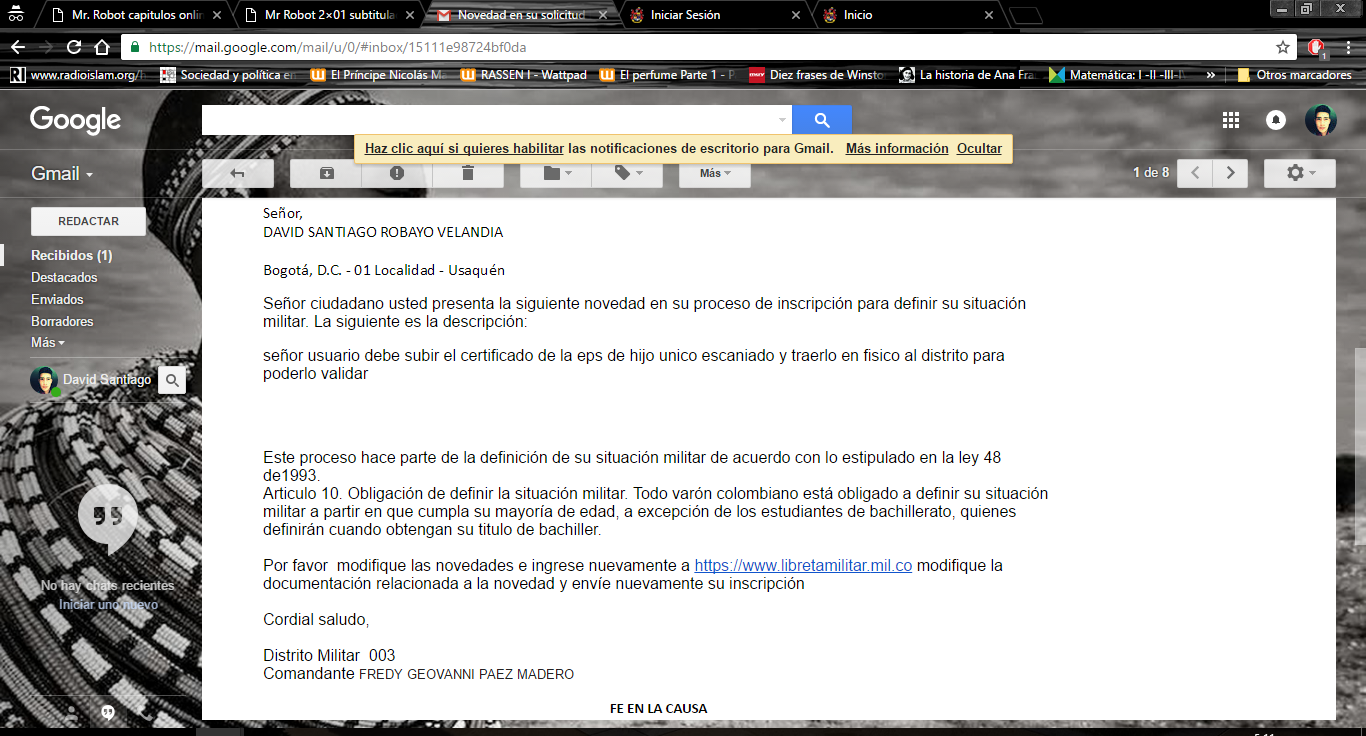 Mr. Robot capitulos onlin
Mr Robot 2×01 subtitula
Novedad en su solicitud
Iniciar Sesión
Inicio
https://mail.google.com/mail/u/0/#inbox/15111e98724bf0da
1
www.radioislam.org/h
Sociedad y política en
El Príncipe Nicolás Ma
RASSEN I - Wattpad
El perfume Parte 1 - P
Diez frases de Winsto
La historia de Ana Fra
Matemática: I -II -III-IV
»
Otros marcadores
Google
Haz clic aquí si quieres habilitar las notificaciones de escritorio para Gmail. Más información Ocultar
Gmail
Más
1 de 8
REDACTAR
Recibidos (1)
Destacados
Enviados
Borradores
Más
David Santiago
No hay chats recientes
Iniciar uno nuevo
Señor,
DAVID SANTIAGO ROBAYO VELANDIA
Bogotá, D.C. - 01 Localidad - Usaquén
Señor ciudadano usted presenta la siguiente novedad en su proceso de inscripción para definir su situación
militar. La siguiente es la descripción:
señor usuario debe subir el certificado de la eps de hijo unico escaniado y traerlo en fisico al distrito para
poderlo validar
Este proceso hace parte de la definición de su situación militar de acuerdo con lo estipulado en la ley 48
de1993.
Articulo 10. Obligación de definir la situación militar. Todo varón colombiano está obligado a definir su situación
militar a partir en que cumpla su mayoría de edad, a excepción de los estudiantes de bachillerato, quienes
definirán cuando obtengan su titulo de bachiller.
Por favor modifique las novedades e ingrese nuevamente a https://www.libretamilitar.mil.co modifique la
documentación relacionada a la novedad y envíe nuevamente su inscripción
Cordial saludo,
Distrito Militar 003
Comandante FREDY GEOVANNI PAEZ MADERO
FE EN LA CAUSA